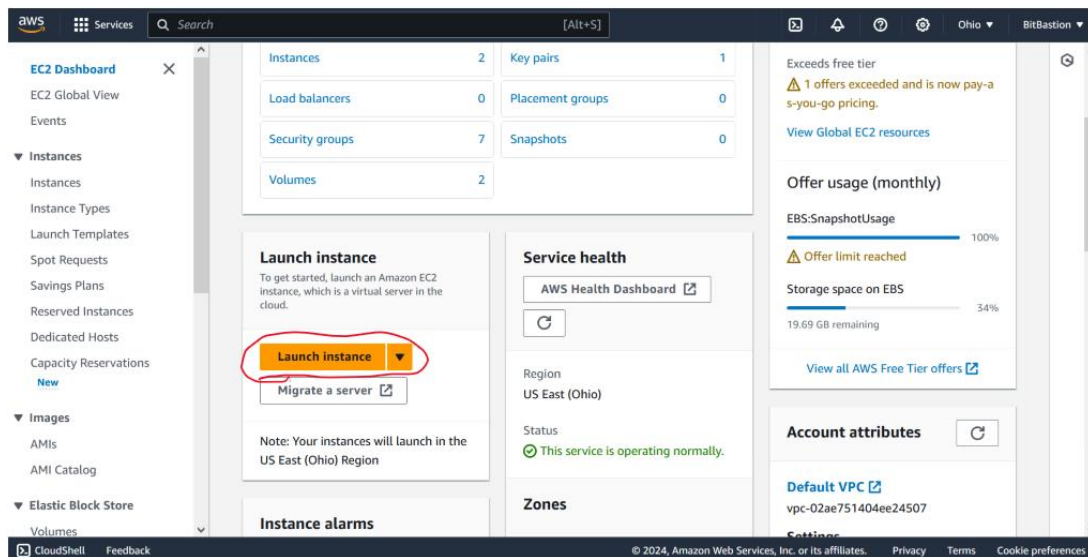 aws
Services
Search
[Alt+S]
Ohio ▼
BitBastion ▼
EC2 Dashboard
EC2 Global View
Events
▼ Instances
Instances
Instance Types
Launch Templates
Spot Requests
Savings Plans
Reserved Instances
Dedicated Hosts
Capacity Reservations
New
▼ Images
AMIs
AMI Catalog
▼ Elastic Block Store
Volumes
Instances 2
Key pairs 1
Load balancers 0
Placement groups 0
Security groups 7
Snapshots 0
Volumes 2
Launch instance
To get started, launch an Amazon EC2
instance, which is a virtual server in the
cloud.
Launch instance ▼
Migrate a server
Note: Your instances will launch in the
US East (Ohio) Region
Instance alarms
Service health
AWS Health Dashboard
Region
US East (Ohio)
Status
This service is operating normally.
Zones
Exceeds free tier
1 offers exceeded and is now pay-a
s-you-go pricing.
View Global EC2 resources
Offer usage (monthly)
EBS:SnapshotUsage
100%
Offer limit reached
Storage space on EBS
34%
19.69 GB remaining
View all AWS Free Tier offers
Account attributes
Default VPC
vpc-02ae751404ee24507
Settings
CloudShell
Feedback
© 2024, Amazon Web Services, Inc. or its affiliates.
Privacy
Terms
Cookie preferences